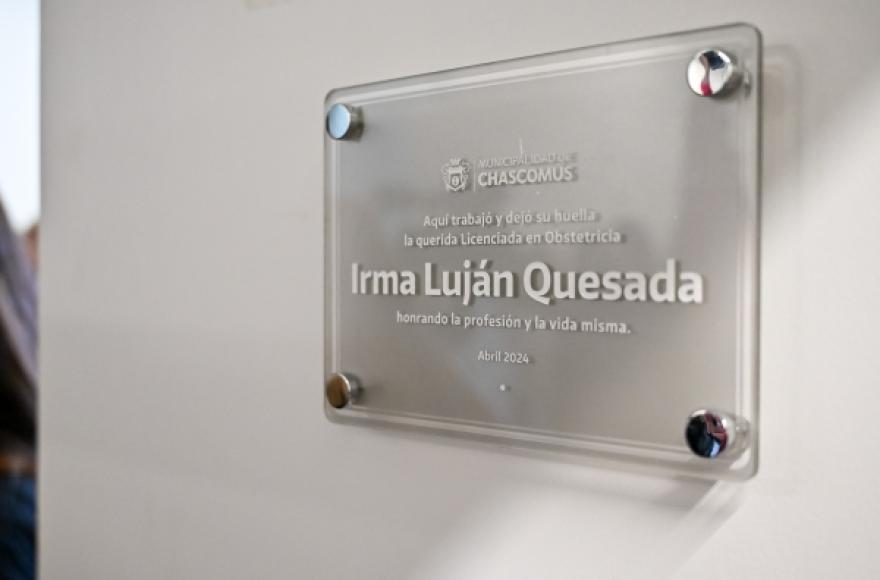 MUNICIPALIDAD DE
CHASCOMÚS
Aquí trabajó y dejó su huella
la querida Licenciada en Obstetricia
Irma Luján Quesada
honrando la profesión y la vida misma.
Abril 2024